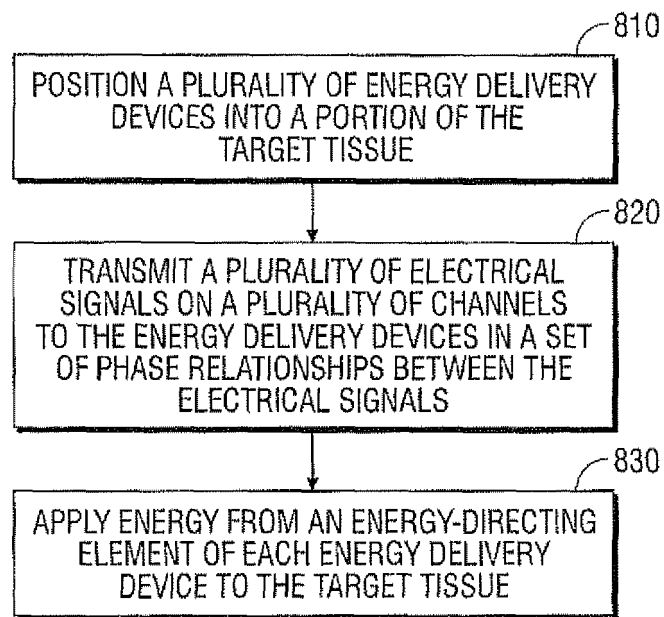 810
POSITION A PLURALITY OF ENERGY DELIVERY
DEVICES INTO A PORTION OF THE
TARGET TISSUE
820
TRANSMIT A PLURALITY OF ELECTRICAL
SIGNALS ON A PLURALITY OF CHANNELS
TO THE ENERGY DELIVERY DEVICES IN A SET
OF PHASE RELATIONSHIPS BETWEEN THE
ELECTRICAL SIGNALS
830
APPLY ENERGY FROM AN ENERGY-DIRECTING
ELEMENT OF EACH ENERGY DELIVERY
DEVICE TO THE TARGET TISSUE